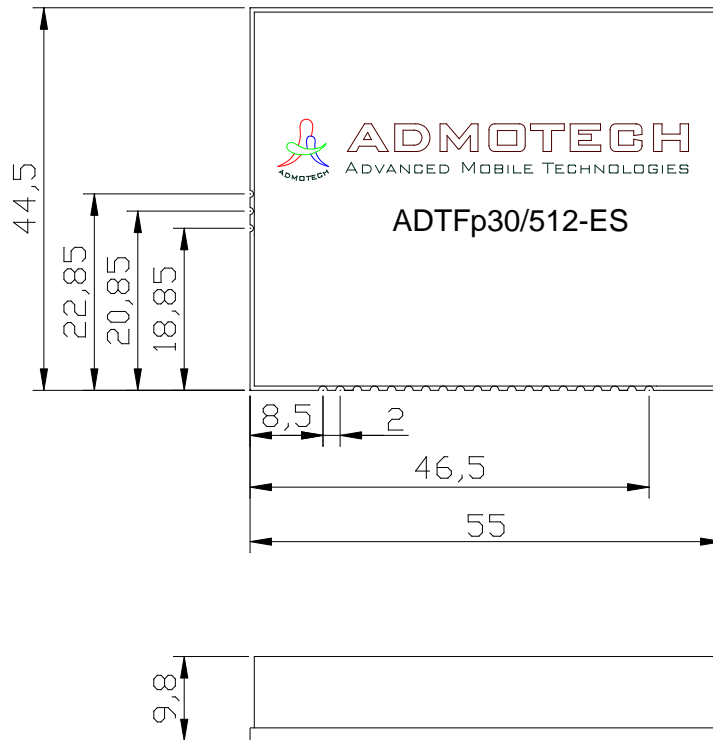 ADMOTECH
ADVANCED MOBILE TECHNOLOGIES
ADMOTECH
ADTFp30/512-ES
44,5
22,85
20,85
18,85
8,5
2
46,5
55
9,8